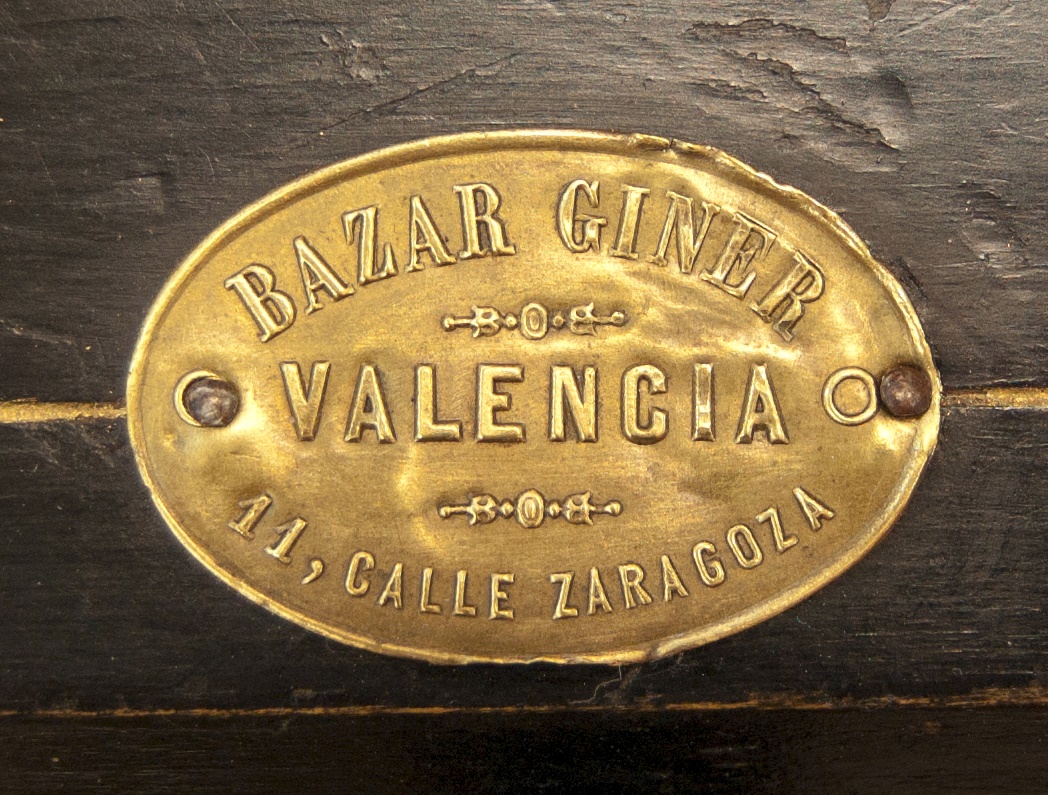 BAZAR GINER
VALENCIA
11, CALLE ZARAGOZA